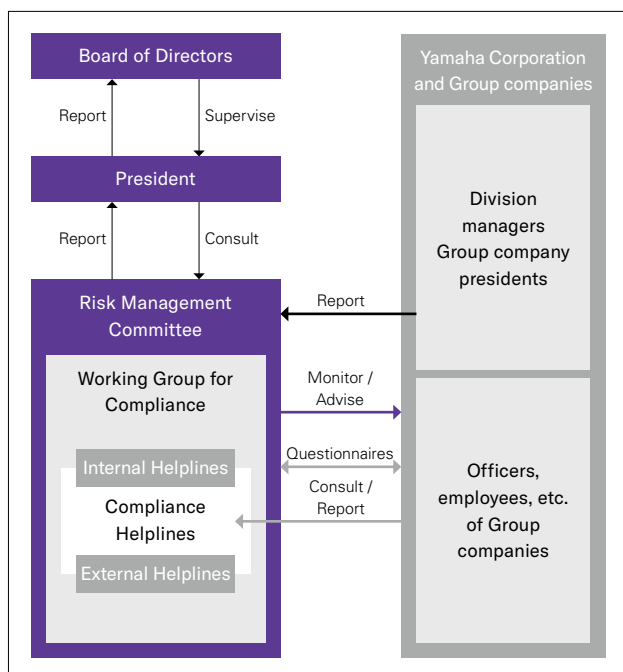 Board of Directors
Report
Supervise
President
Report
Consult
Risk Management
Committee
Working Group for
Compliance
Internal Helplines
Compliance
Helplines
External Helplines
Report
Monitor /
Advise
Questionnaires
Consult /
Report
Yamaha Corporation
and Group companies
Division
managers
Group company
presidents
Officers,
employees, etc.
of Group
companies